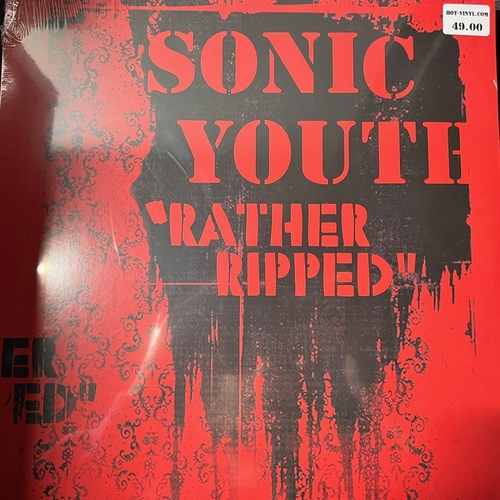 HOT-VINYL.COM
49.00
SONIC
YOUTH
"RATHER
RIPPED"
ER
ED"